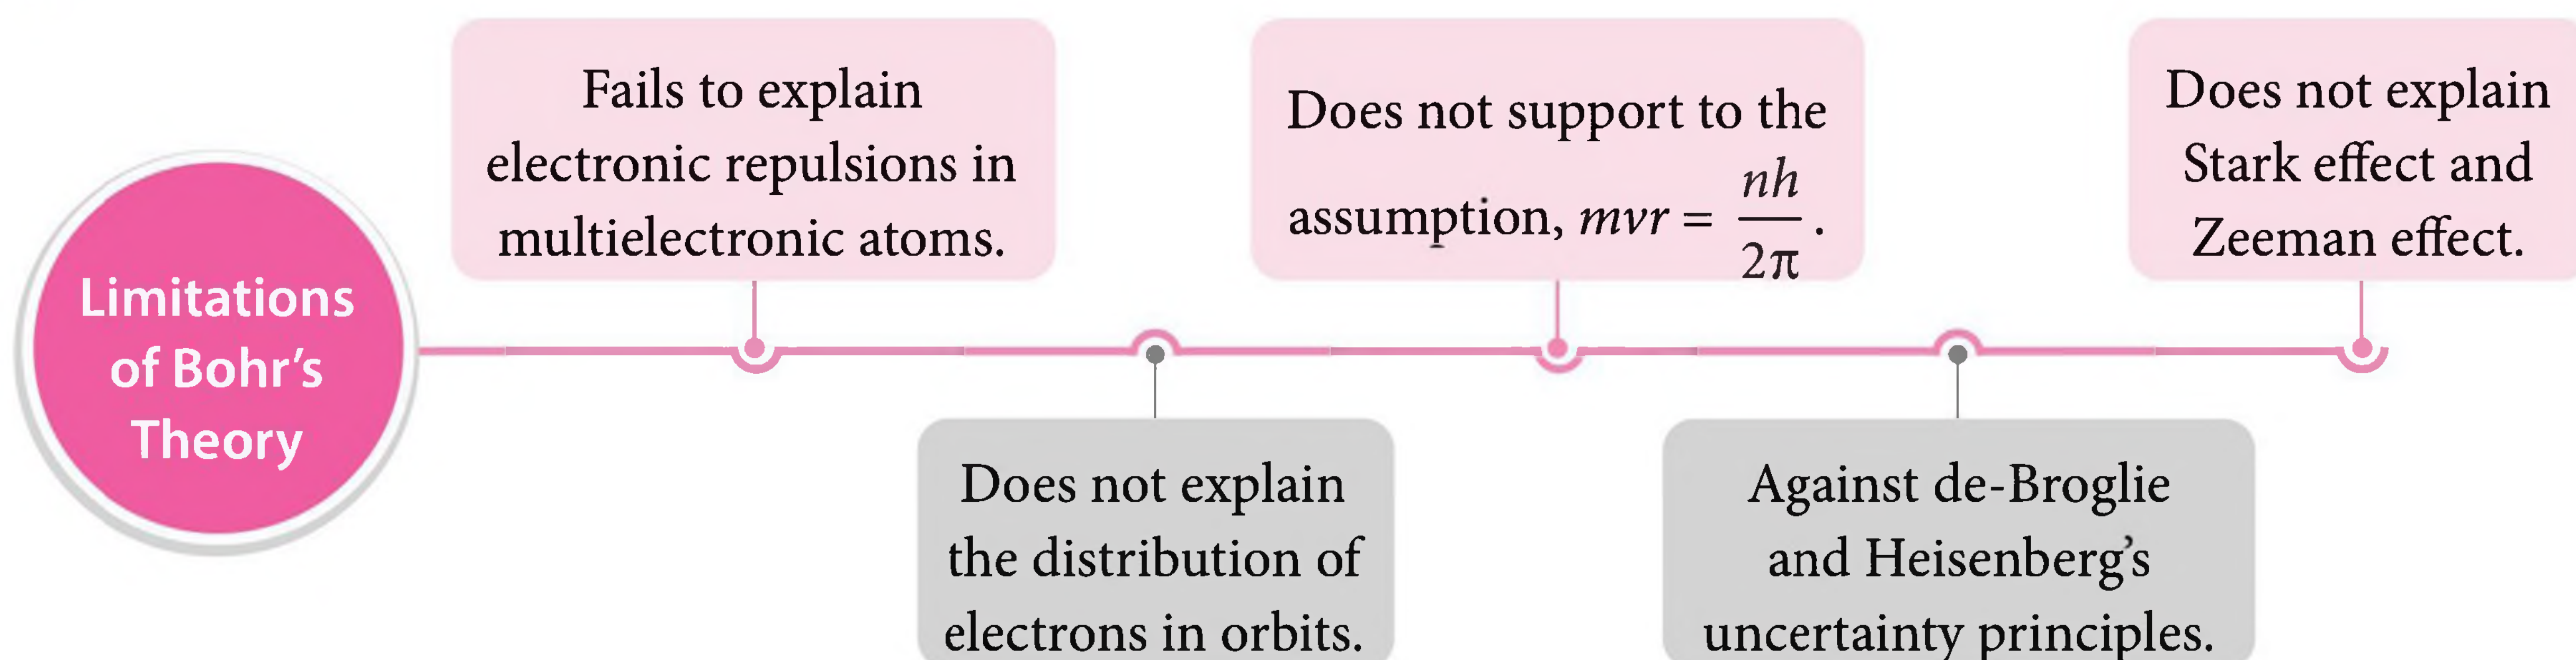 Limitations
of Bohr’s
Theory
Fails to explain
electronic repulsions in
multielectronic atoms.
Does not explain
the distribution of
electrons in orbits.
Does not support to the
assumption, mvr = nh/2π.
Against de-Broglie
and Heisenberg’s
uncertainty principles.
Does not explain
Stark effect and
Zeeman effect.